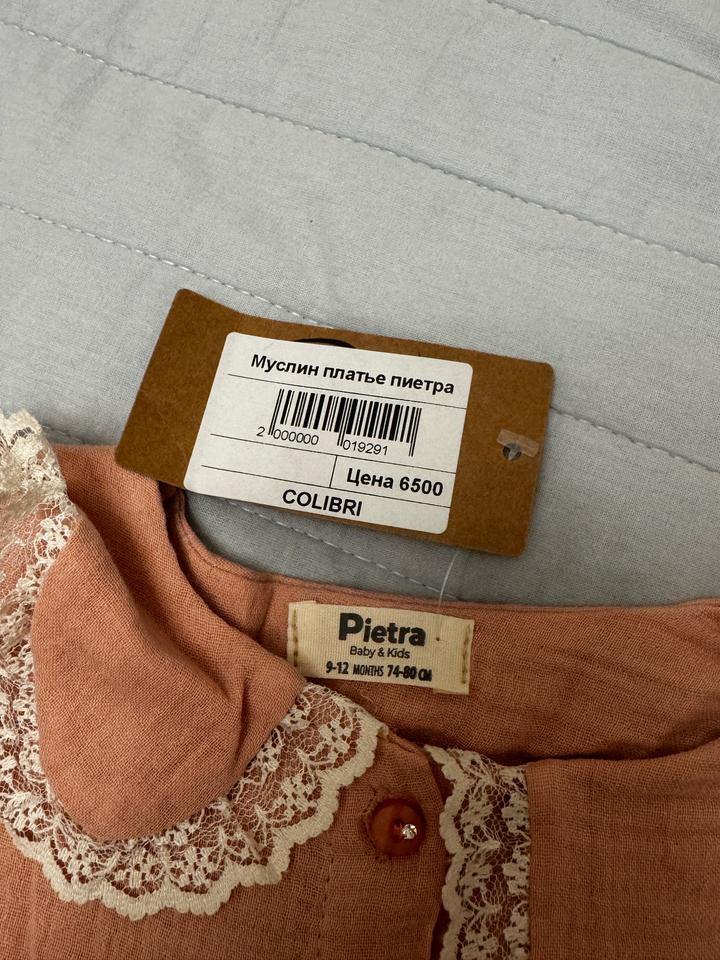 Муслин платье пиетра
2 000000 019291
Цена 6500
COLIBRI
Pietra
Baby & Kids
9-12 MONTHS 74-80 CM